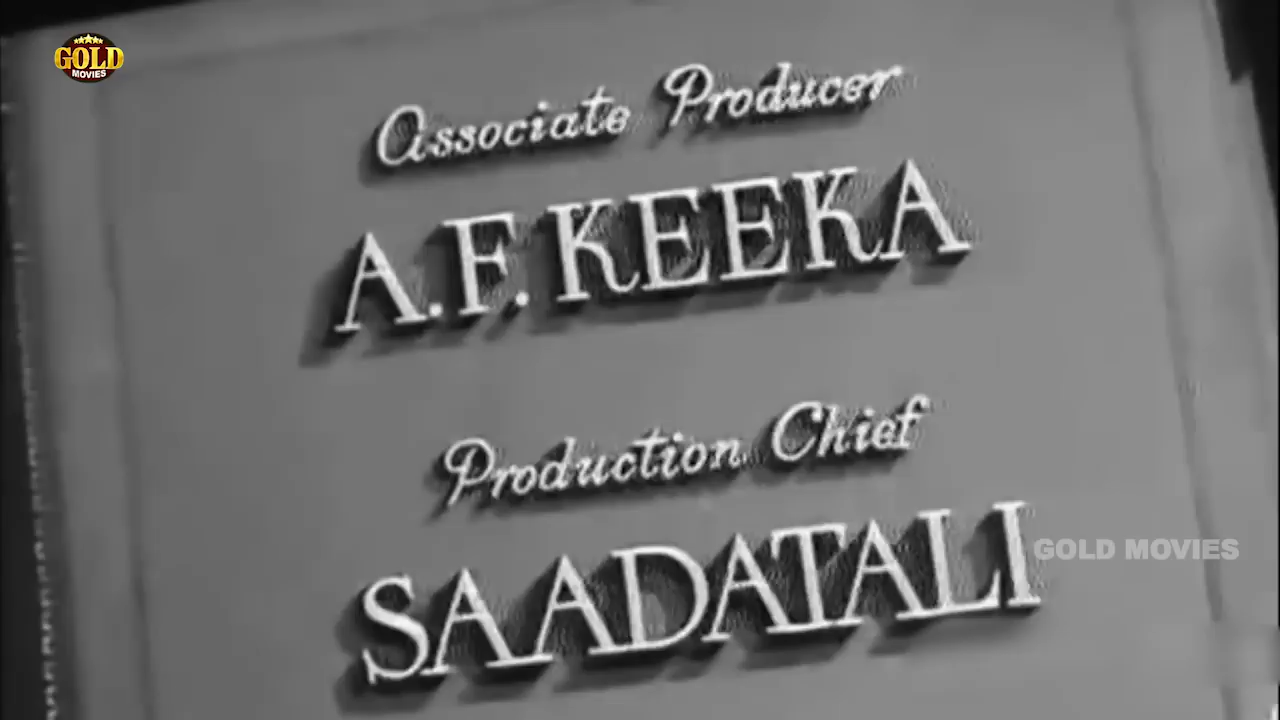 GOLD
MOVIES
Associate Producer
A.F. KEEKA
Production Chief
SAADATALI
GOLD MOVIES